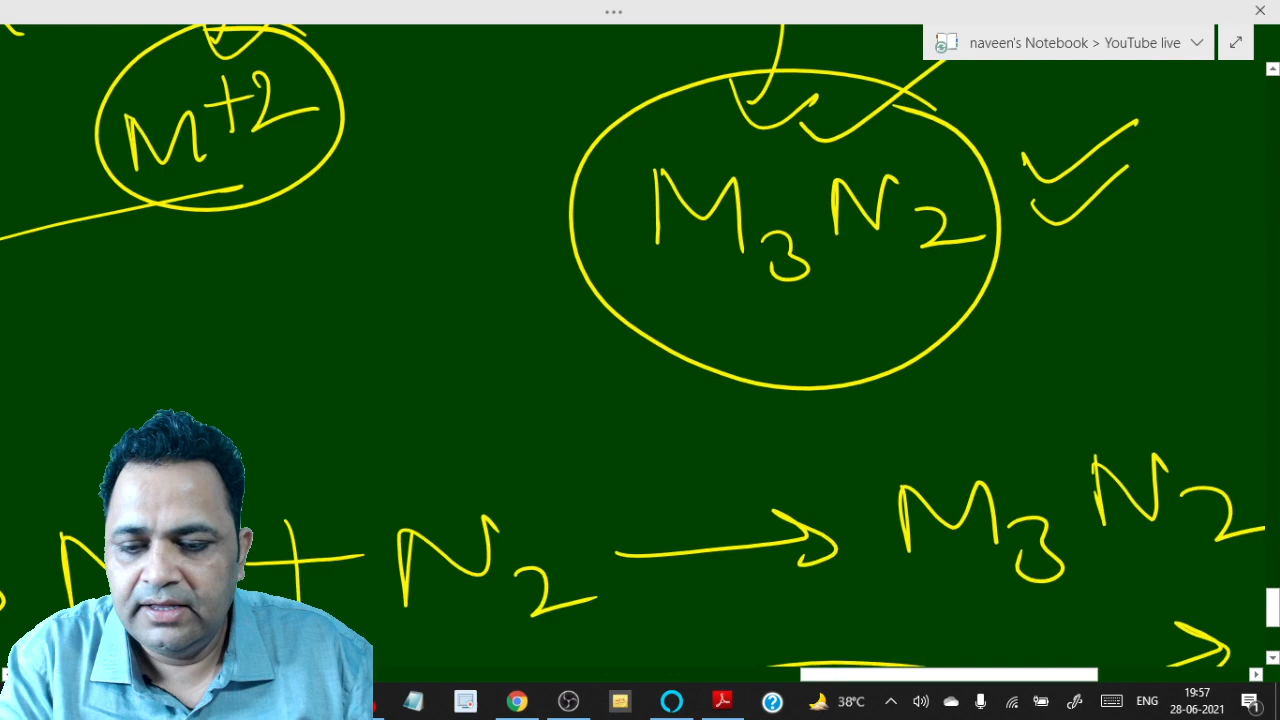 naveen's Notebook > YouTube live
M+2
M3N2
+ N2 → M3N2
38°C
ENG
19:57
28-06-2021